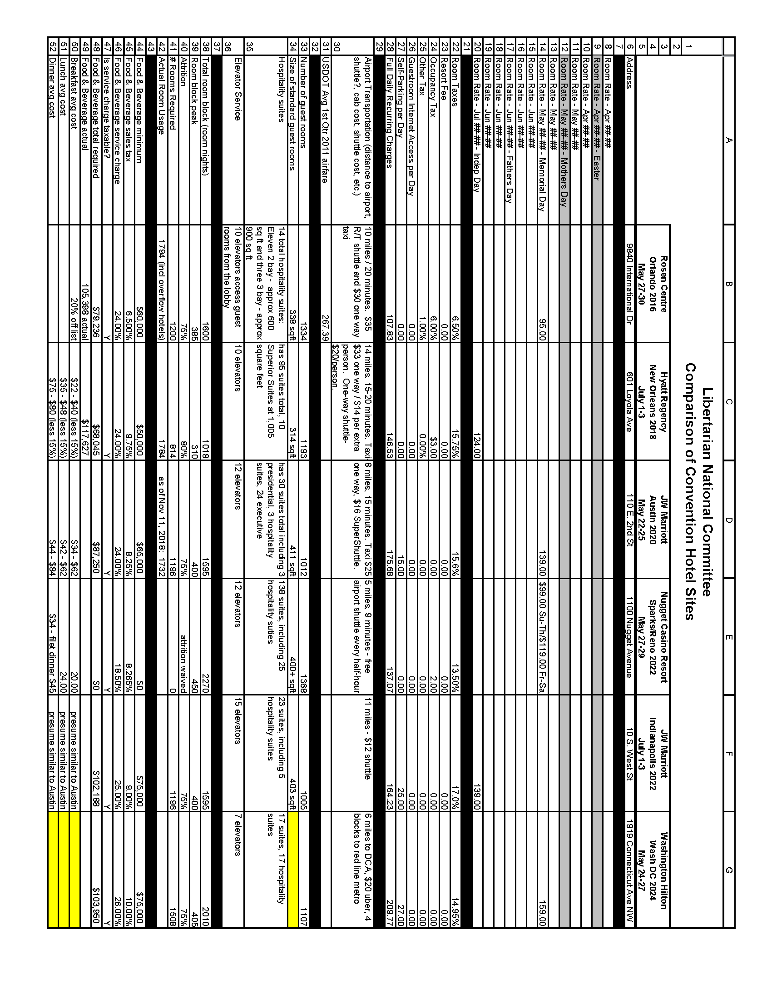 A B C D E F G
1 Libertarian National Committee
Comparison of Convention Hotel Sites
2
3 Rosen Centre Hyatt Regency JW Marriott Nugget Casino Resort JW Marriott Washington Hilton
4 Orlando 2016 New Orleans 2018 Austin 2020 Sparks/Reno 2022 Indianapolis 2022 Wash DC 2024
5 May 27-30 July 1-3 May 22-25 May 27-29 July 1-3 May 24-27
6 Address 9840 International Dr 601 Loyola Ave 110 E. 2nd St 1100 Nugget Avenue 10 S. West St 1919 Connecticut Ave NW
7
8 Room Rate - Apr ##-##
9 Room Rate - Apr ##-## - Easter
10 Room Rate - Apr ##-##
11 Room Rate - May ##-##
12 Room Rate - May ##-## - Mothers Day
13 Room Rate - May ##-##
14 Room Rate - May ##-## - Memorial Day 95.00 139.00 $99.00 Su-Th/$119.00 Fr-Sa 159.00
15 Room Rate - Jun ##-##
16 Room Rate - Jun ##-##
17 Room Rate - Jun ##-## - Fathers Day
18 Room Rate - Jun ##-##
19 Room Rate - Jun ##-##
20 Room Rate - Jul ##-## - Indep Day 124.00 139.00
21
22 Room Taxes 6.50% 15.75% 15.6% 13.50% 17.0% 14.95%
23 Resort Fee 0.00 0.00 0.00 0.00 0.00 0.00
24 Occupancy Tax 6.00% $3.00 0.00 2.00 0.00 0.00
25 Other Tax 1.00% 0.00% 0.00 0.00 0.00 0.00
26 Guestroom Internet Access per Day 0.00 0.00 0.00 0.00 0.00 0.00
27 Self-Parking per Day 0.00 0.00 15.00 0.00 25.00 27.00
28 Full Daily Recurring Charges 107.83 146.53 175.68 137.07 164.23 209.77
29
Airport Transportation (distance to airport, 10 miles / 20 minutes. $35 14 miles, 15-20 minutes. Taxi 8 miles, 15 minutes. Taxi $25 5 miles, 9 minutes - free 11 miles - $12 shuttle 6 miles to DCA, $20 uber, 4
shuttle?, cab cost, shuttle cost, etc.) R/T shuttle and $30 one way $33 one way / $14 per extra one way, $16 SuperShuttle. airport shuttle every half-hour blocks to red line metro
taxi person. One-way shuttle-
30 $20/person.
31 USDOT Avg 1st Qtr 2011 airfare 267.39
32
33 Number of guest rooms 1334 1193 1012 1368 1005 1107
34 Size of standard guest rooms 338 sqft 314 sqft 411 sqft 400+ sqft 403 sqft
Hospitality suites 14 total hospitality suites: has 95 suites total, 10 has 30 suites total including 3 138 suites, including 25 23 suites, including 5 17 suites, 17 hospitality
Eleven 2 bay - approx 600 Superior Suites at 1,005 presidential, 3 hospitality hospitality suties hospitality suites suites
sq ft and three 3 bay - approx square feet suites, 24 executive
35 900 sq ft
Elevator Service 10 elevators access guest 10 elevators 12 elevators 12 elevators 15 elevators 7 elevators
36 rooms from the lobby
37
38 Total room block (room nights) 1600 1018 1595 2270 1595 2010
39 Room block peak 385 310 400 450 400 405
40 Attrition 75% 80% 75% attrition waived 75% 75%
41 # Rooms Required 1200 814 1196 0 1196 1508
42 Actual Room Usage 1794 (incl overflow hotels) 1784 as of Nov 11, 2018: 1732
43
44 Food & Beverage minimum $60,000 $50,000 $65,000 $0 $75,000 $75,000
45 Food & Beverage sales tax 6.500% 9.75% 8.25% 8.265% 9.00% 10.00%
46 Food & Beverage service charge 24.00% 24.00% 24.00% 18.50% 25.00% 26.00%
47 Is service charge taxable? Y Y Y Y Y Y
48 Food & Beverage total required $79,236 $68,045 $87,250 $0 $102,188 $103,950
49 Food & Beverage actual 105,398 actual $117,627
50 Breakfast avg cost 20% off list $22 - $40 (less 15%) $34 - $62 20.00 presume similar to Austin
51 Lunch avg cost $35 - $48 (less 15%) $42 - $62 24.00 presume similar to Austin
52 Dinner avg cost $75 - $80 (less 15%) $44 - $84 $34 - filet dinner $45 presume similar to Austin